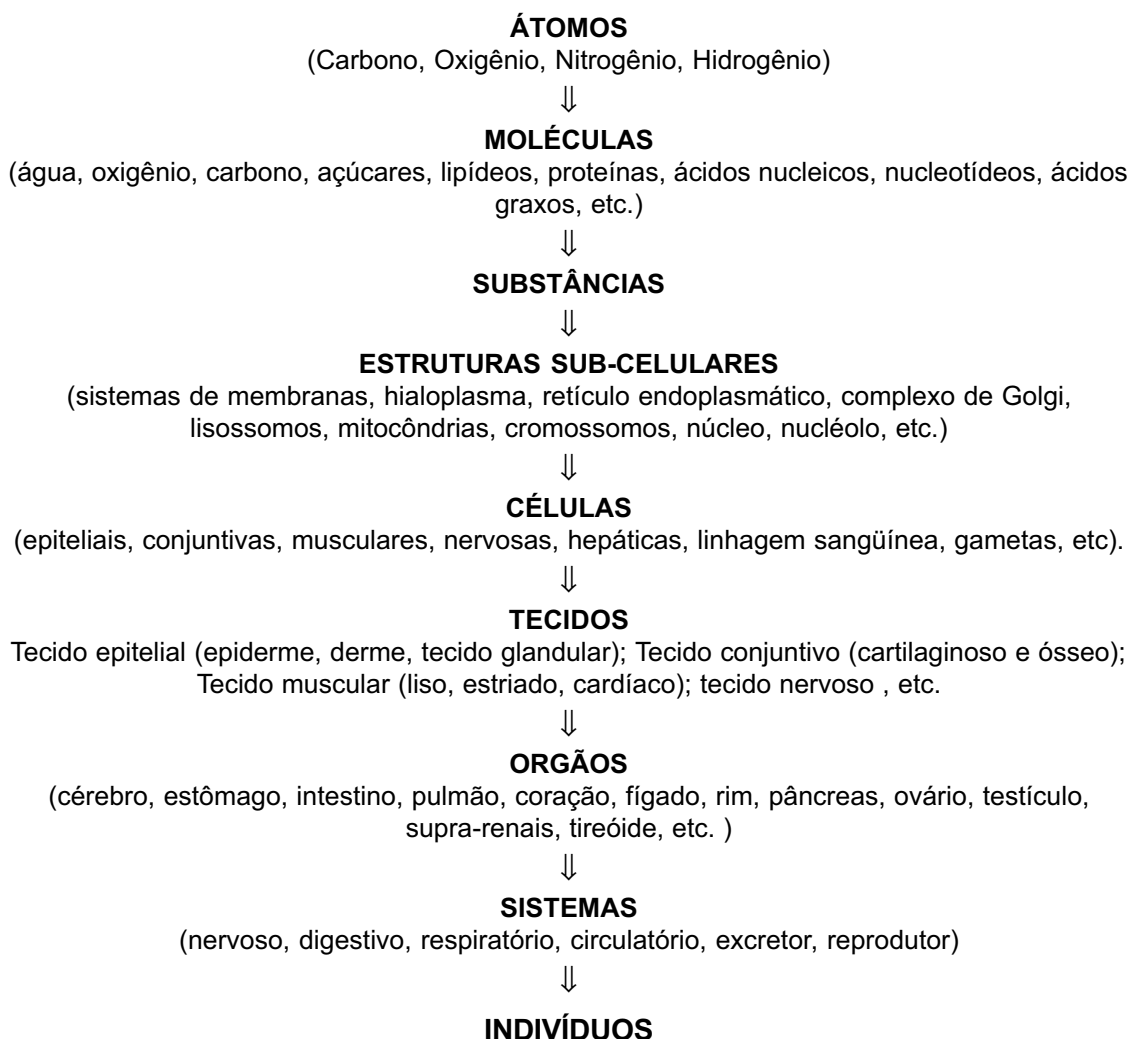 ÁTOMOS
(Carbono, Oxigênio, Nitrogênio, Hidrogênio)
⇓
MOLÉCULAS
(água, oxigênio, carbono, açúcares, lipídeos, proteínas, ácidos nucleicos, nucleotídeos, ácidos
graxos, etc.)
⇓
SUBSTÂNCIAS
⇓
ESTRUTURAS SUB-CELULARES
(sistemas de membranas, hialoplasma, retículo endoplasmático, complexo de Golgi,
lisossomos, mitocôndrias, cromossomos, núcleo, nucléolo, etc.)
⇓
CÉLULAS
(epiteliais, conjuntivas, musculares, nervosas, hepáticas, linhagem sangüínea, gametas, etc).
⇓
TECIDOS
Tecido epitelial (epiderme, derme, tecido glandular); Tecido conjuntivo (cartilaginoso e ósseo);
Tecido muscular (liso, estriado, cardíaco); tecido nervoso , etc.
⇓
ORGÃOS
(cérebro, estômago, intestino, pulmão, coração, fígado, rim, pâncreas, ovário, testículo,
supra-renais, tireóide, etc. )
⇓
SISTEMAS
(nervoso, digestivo, respiratório, circulatório, excretor, reprodutor)
⇓
INDIVÍDUOS